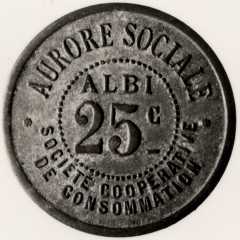 AURORE SOCIALE
ALBI
25c
* SOCIÉTÉ COOPÉRATIVE *
DE CONSOMMATION